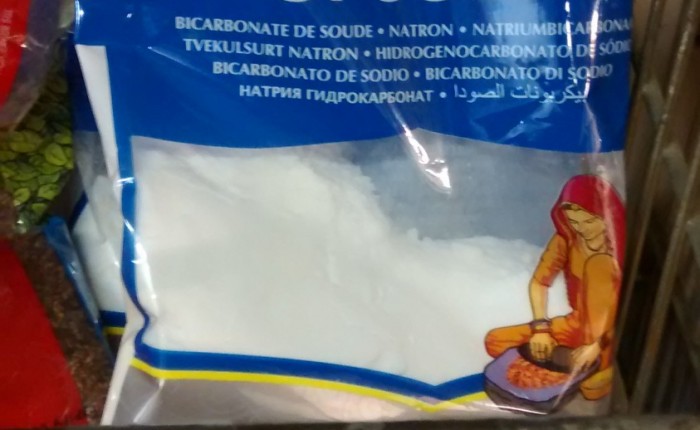 BICARBONATE DE SOUDE • NATRON • NATRIUMBICARBONA
TVEKULSURT NATRON • HIDROGENOCARBONATO DE SÓDIO
BICARBONATO DE SODIO • BICARBONATO DI SODIO
НАТРИЯ ГИДРОКАРБОНАТ • بيكربونات الصودا